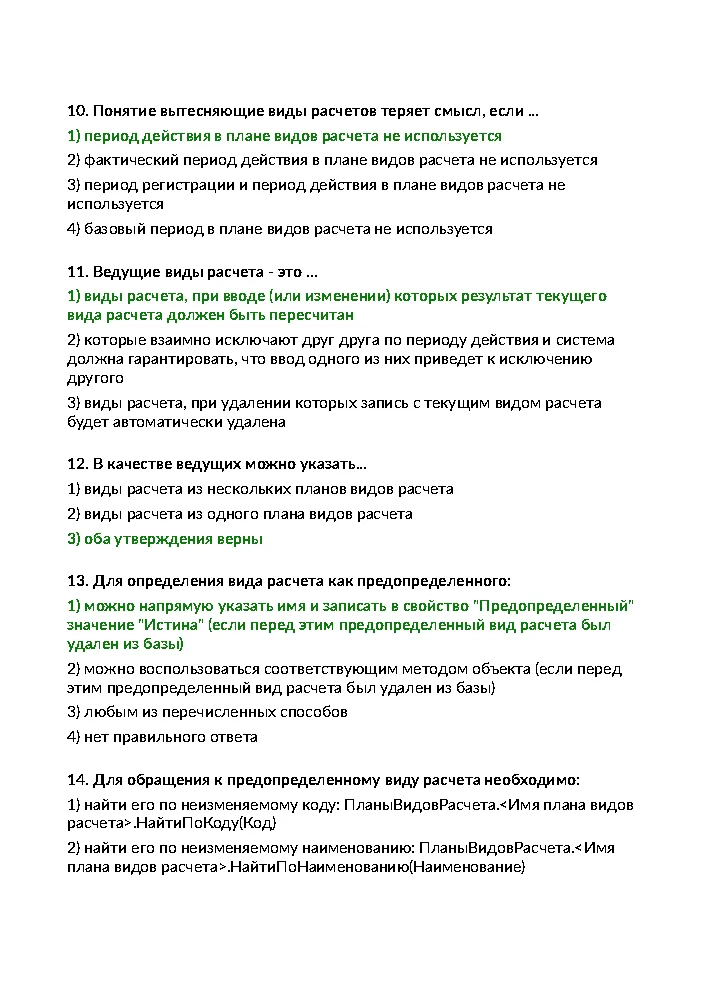 10. Понятие вытесняющие виды расчетов теряет смысл, если ...
1) период действия в плане видов расчета не используется
2) фактический период действия в плане видов расчета не используется
3) период регистрации и период действия в плане видов расчета не
используется
4) базовый период в плане видов расчета не используется
11. Ведущие виды расчета - это ...
1) виды расчета, при вводе (или изменении) которых результат текущего
вида расчета должен быть пересчитан
2) которые взаимно исключают друг друга по периоду действия и система
должна гарантировать, что ввод одного из них приведет к исключению
другого
3) виды расчета, при удалении которых запись с текущим видом расчета
будет автоматически удалена
12. В качестве ведущих можно указать...
1) виды расчета из нескольких планов видов расчета
2) виды расчета из одного плана видов расчета
3) оба утверждения верны
13. Для определения вида расчета как предопределенного:
1) можно напрямую указать имя и записать в свойство "Предопределенный"
значение "Истина" (если перед этим предопределенный вид расчета был
удален из базы)
2) можно воспользоваться соответствующим методом объекта (если перед
этим предопределенный вид расчета был удален из базы)
3) любым из перечисленных способов
4) нет правильного ответа
14. Для обращения к предопределенному виду расчета необходимо:
1) найти его по неизменяемому коду: ПланыВидовРасчета.<Имя плана видов
расчета>.НайтиПоКоду(Код)
2) найти его по неизменяемому наименованию: ПланыВидовРасчета.<Имя
плана видов расчета>.НайтиПоНаименованию(Наименование)